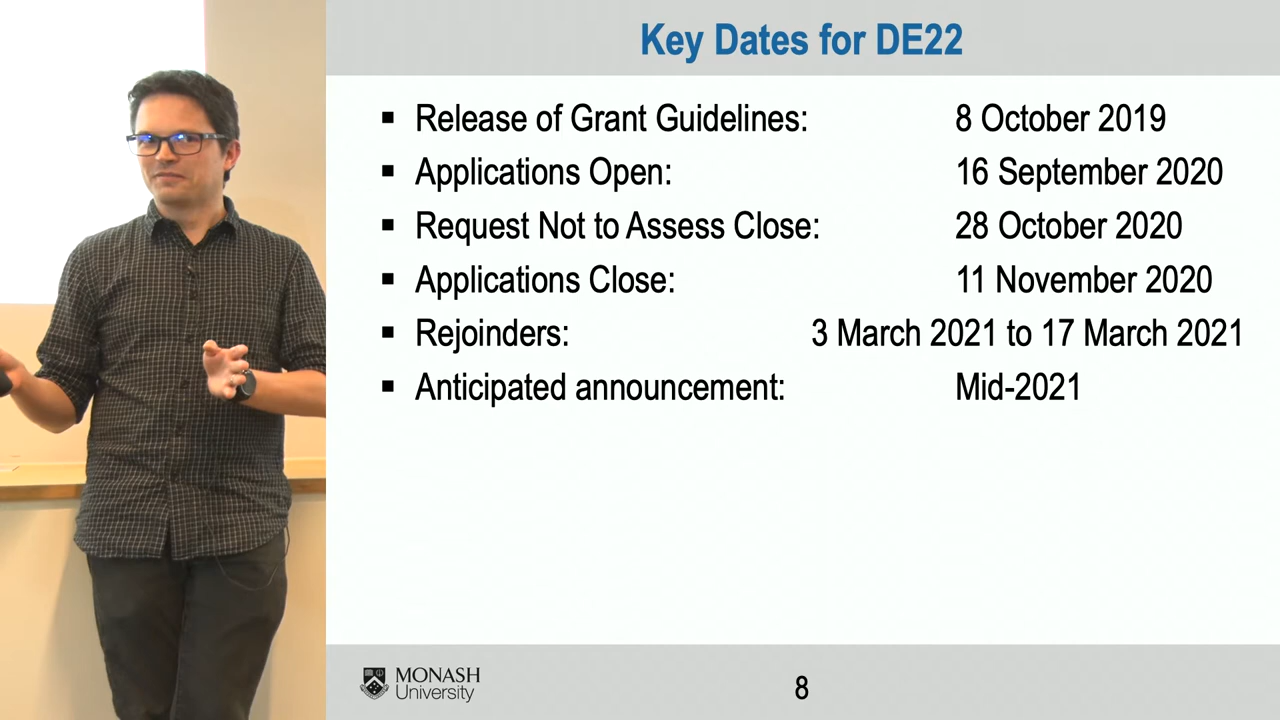 Key Dates for DE22
▪ Release of Grant Guidelines: 8 October 2019
▪ Applications Open: 16 September 2020
▪ Request Not to Assess Close: 28 October 2020
▪ Applications Close: 11 November 2020
▪ Rejoinders: 3 March 2021 to 17 March 2021
▪ Anticipated announcement: Mid-2021
MONASH
University
8